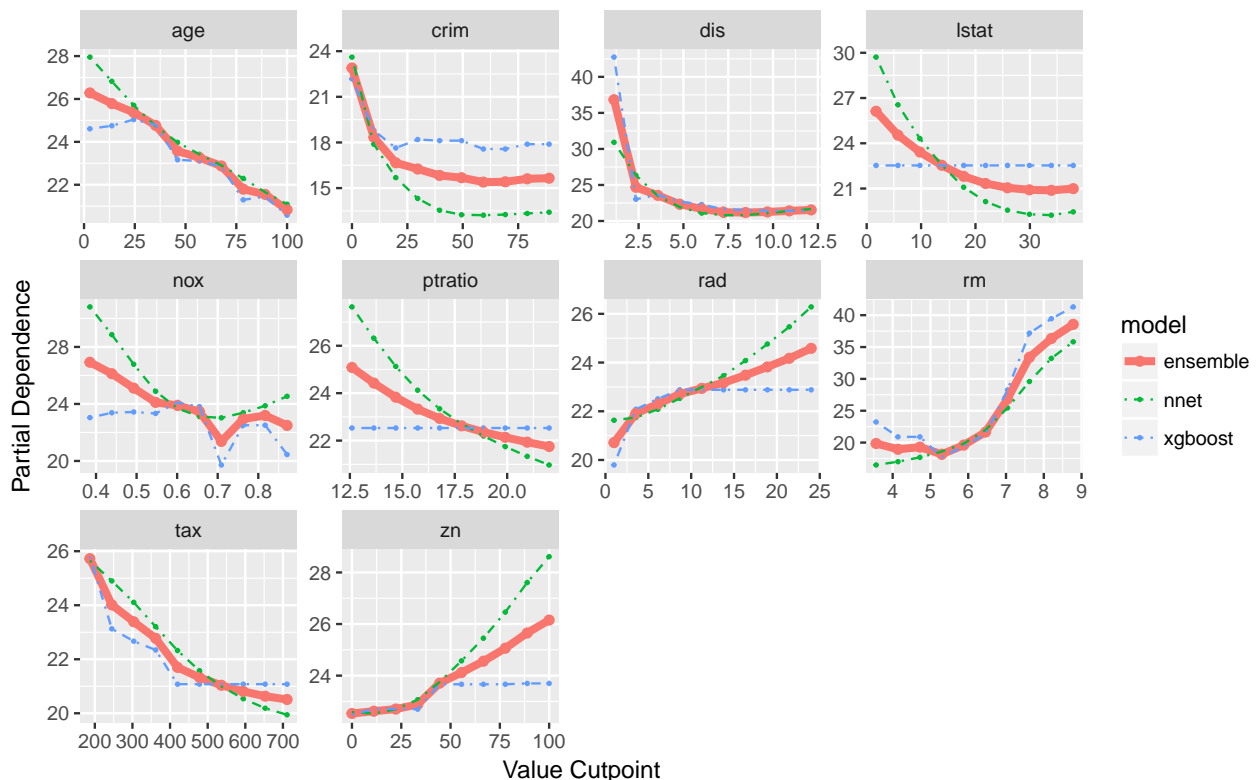 age crim dis lstat
28
26
24
22
0 25 50 75 100
24
21
18
15
0 25 50 75
40
35
30
25
20
2.5 5.0 7.5 10.0 12.5
30
27
24
21
0 10 20 30
nox ptratio rad rm
28
24
20
0.4 0.5 0.6 0.7 0.8
26
24
22
12.5 15.0 17.5 20.0
26
24
22
20
0 5 10 15 20 25
40
35
30
25
20
4 5 6 7 8 9
tax zn
26
24
22
20
200 300 400 500 600 700
28
26
24
0 25 50 75 100
Partial Dependence
Value Cutpoint
model
ensemble
nnet
xgboost